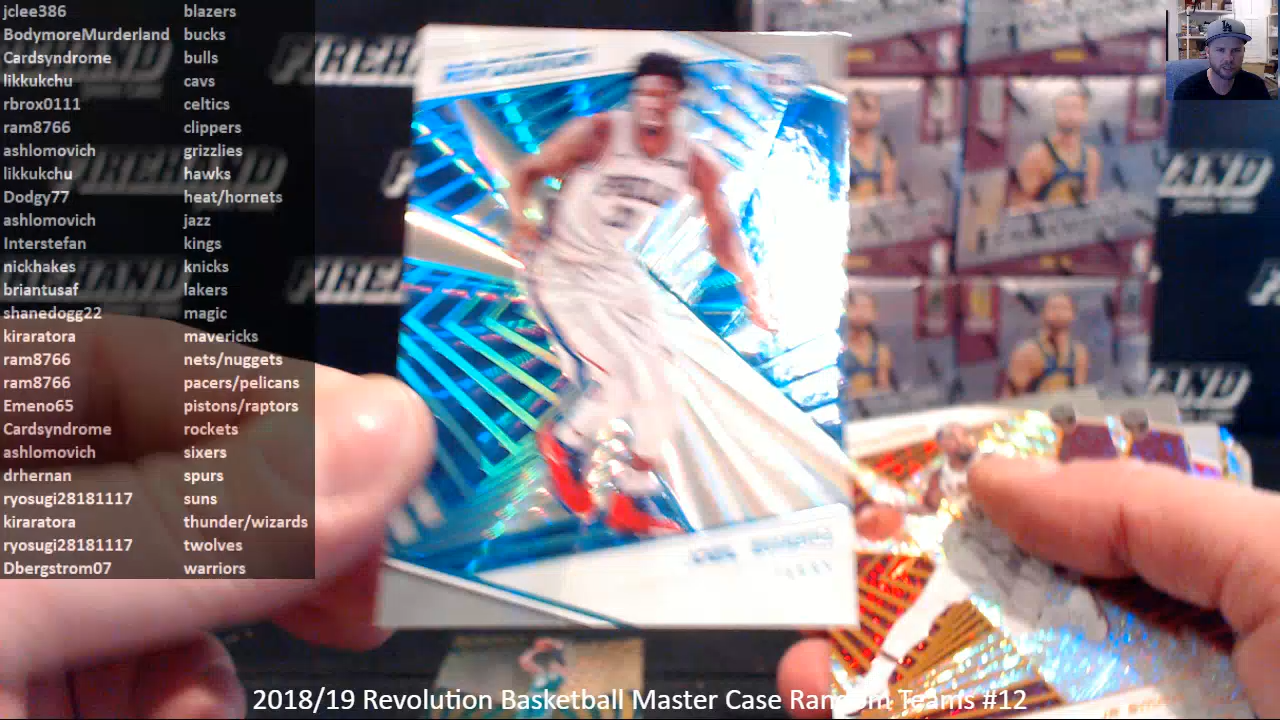 jclee386 blazers
BodymoreMurderland bucks
Cardsyndrome bulls
likkukchu cavs
rbrox0111 celtics
ram8766 clippers
ashlomovich grizzlies
likkukchu hawks
Dodgy77 heat/hornets
ashlomovich jazz
Interstefan kings
nickhakes knicks
briantusaf lakers
shanedogg22 magic
kiraratora mavericks
ram8766 nets/nuggets
ram8766 pacers/pelicans
Emeno65 pistons/raptors
Cardsyndrome rockets
ashlomovich sixers
drhernan spurs
ryosugi28181117 suns
kiraratora thunder/wizards
ryosugi28181117 twolves
Dbergstrom07 warriors
REVOLUTION
2018/19 Revolution Basketball Master Case Random Teams #12